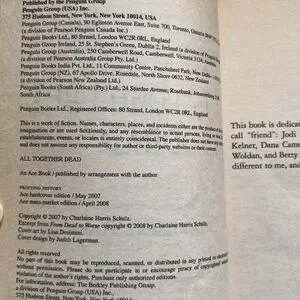 Published by the Penguin Group
Penguin Group (USA) Inc.
375 Hudson Street, New York, New York 10014, USA
Penguin Group (Canada), 90 Eglinton Avenue East, Suite 700, Toronto, Ontario
(a division of Pearson Penguin Canada Inc.)
Penguin Books Ltd., 80 Strand, London WC2R 0RL, England
Penguin Group Ireland, 25 St. Stephen's Green, Dublin 2, Ireland (a division of Penguin
Penguin Group (Australia), 250 Camberwell Road, Camberwell, Victoria
(a division of Pearson Australia Group Pty. Ltd.)
Penguin Books India Pvt. Ltd., 11 Community Centre, Panchsheel Park, New Delhi
Penguin Group (NZ), 67 Apollo Drive, Rosedale, North Shore 0632, New Zealand
(a division of Pearson New Zealand Ltd.)
Penguin Books (South Africa) (Pty.) Ltd., 24 Sturdee Avenue, Rosebank, Johannesburg
South Africa
Penguin Books Ltd., Registered Offices: 80 Strand, London WC2R 0RL, England
This is a work of fiction. Names, characters, places, and incidents either are the product of the
imagination or are used fictitiously, and any resemblance to actual persons, living or dead,
establishments, events, or locales is entirely coincidental. The publisher does not have any
and does not assume any responsibility for author or third-party websites or their content.
ALL TOGETHER DEAD
An Ace Book / published by arrangement with the author
PRINTING HISTORY
Ace hardcover edition / May 2007
Ace mass-market edition / April 2008
Copyright © 2007 by Charlaine Harris Schulz.
Excerpt from From Dead to Worse copyright © 2008 by Charlaine Harris Schulz.
Cover art by Lisa Desimini.
Cover design by Judith Lagerman.
All rights reserved.
No part of this book may be reproduced, scanned, or distributed in any printed or
without permission. Please do not participate in or encourage piracy of copyrighted
violation of the author's rights. Purchase only authorized editions.
For information, address: The Berkley Publishing Group,
375 Hudson Street, New York, New York 10014
This book is dedica
call "friend": Jodi
Kelner, Dana Came
Woldan, and Betty
different to me, and